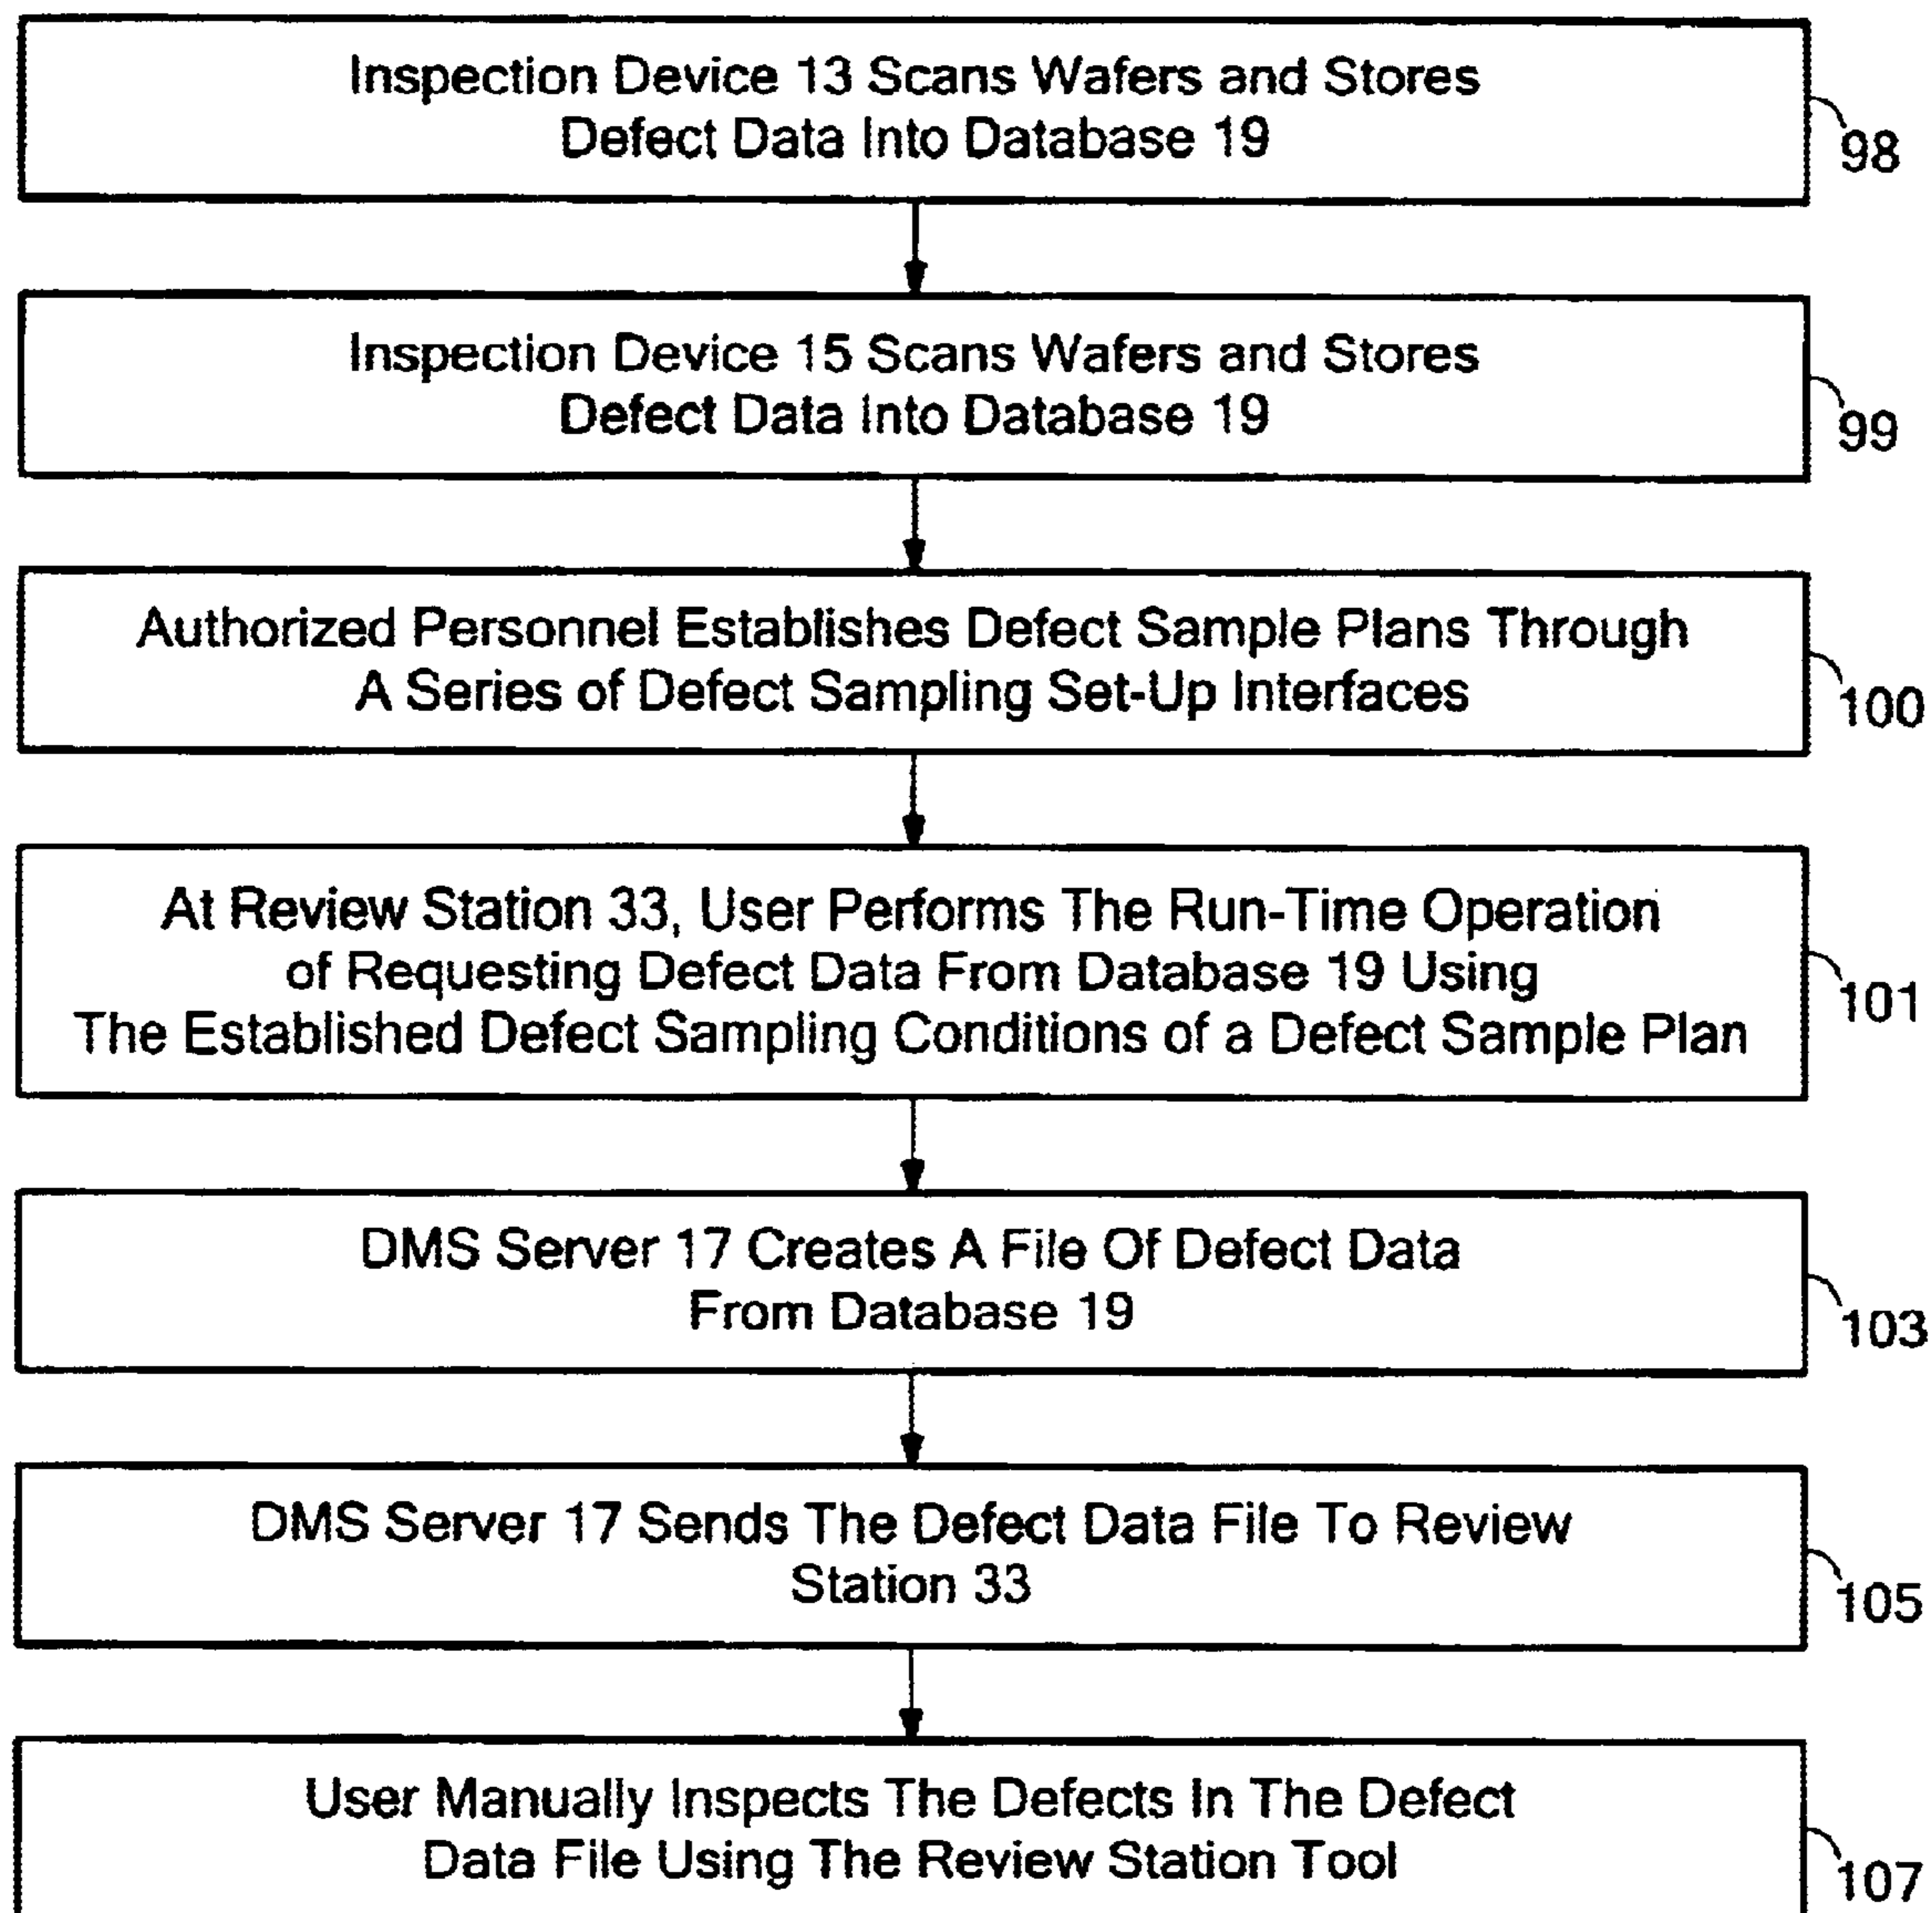 Inspection Device 13 Scans Wafers and Stores
Defect Data Into Database 19
98
Inspection Device 15 Scans Wafers and Stores
Defect Data Into Database 19
99
Authorized Personnel Establishes Defect Sample Plans Through
A Series of Defect Sampling Set-Up Interfaces
100
At Review Station 33, User Performs The Run-Time Operation
of Requesting Defect Data From Database 19 Using
The Established Defect Sampling Conditions of a Defect Sample Plan
101
DMS Server 17 Creates A File Of Defect Data
From Database 19
103
DMS Server 17 Sends The Defect Data File To Review
Station 33
105
User Manually Inspects The Defects In The Defect
Data File Using The Review Station Tool
107